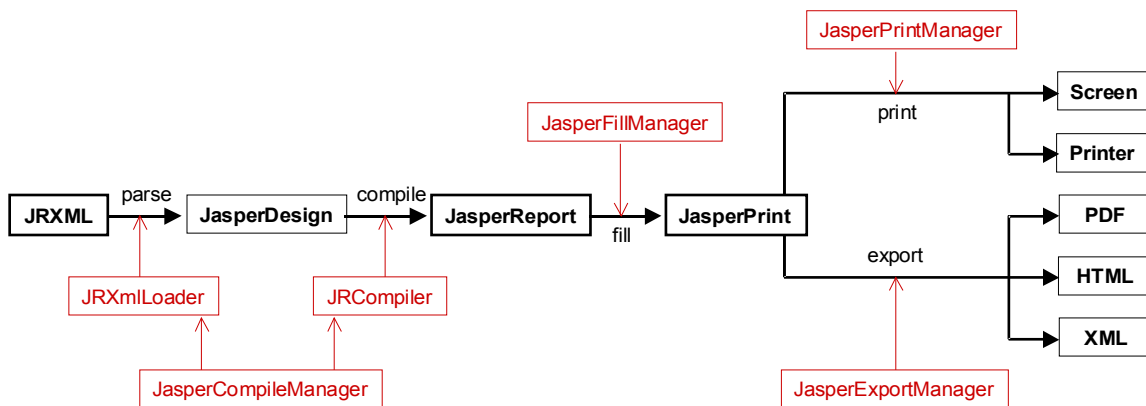 JasperPrintManager
Screen
print
JasperFillManager
Printer
parse
compile
JRXML
JasperDesign
JasperReport
JasperPrint
PDF
fill
export
HTML
JRXmlLoader
JRCompiler
XML
JasperCompileManager
JasperExportManager